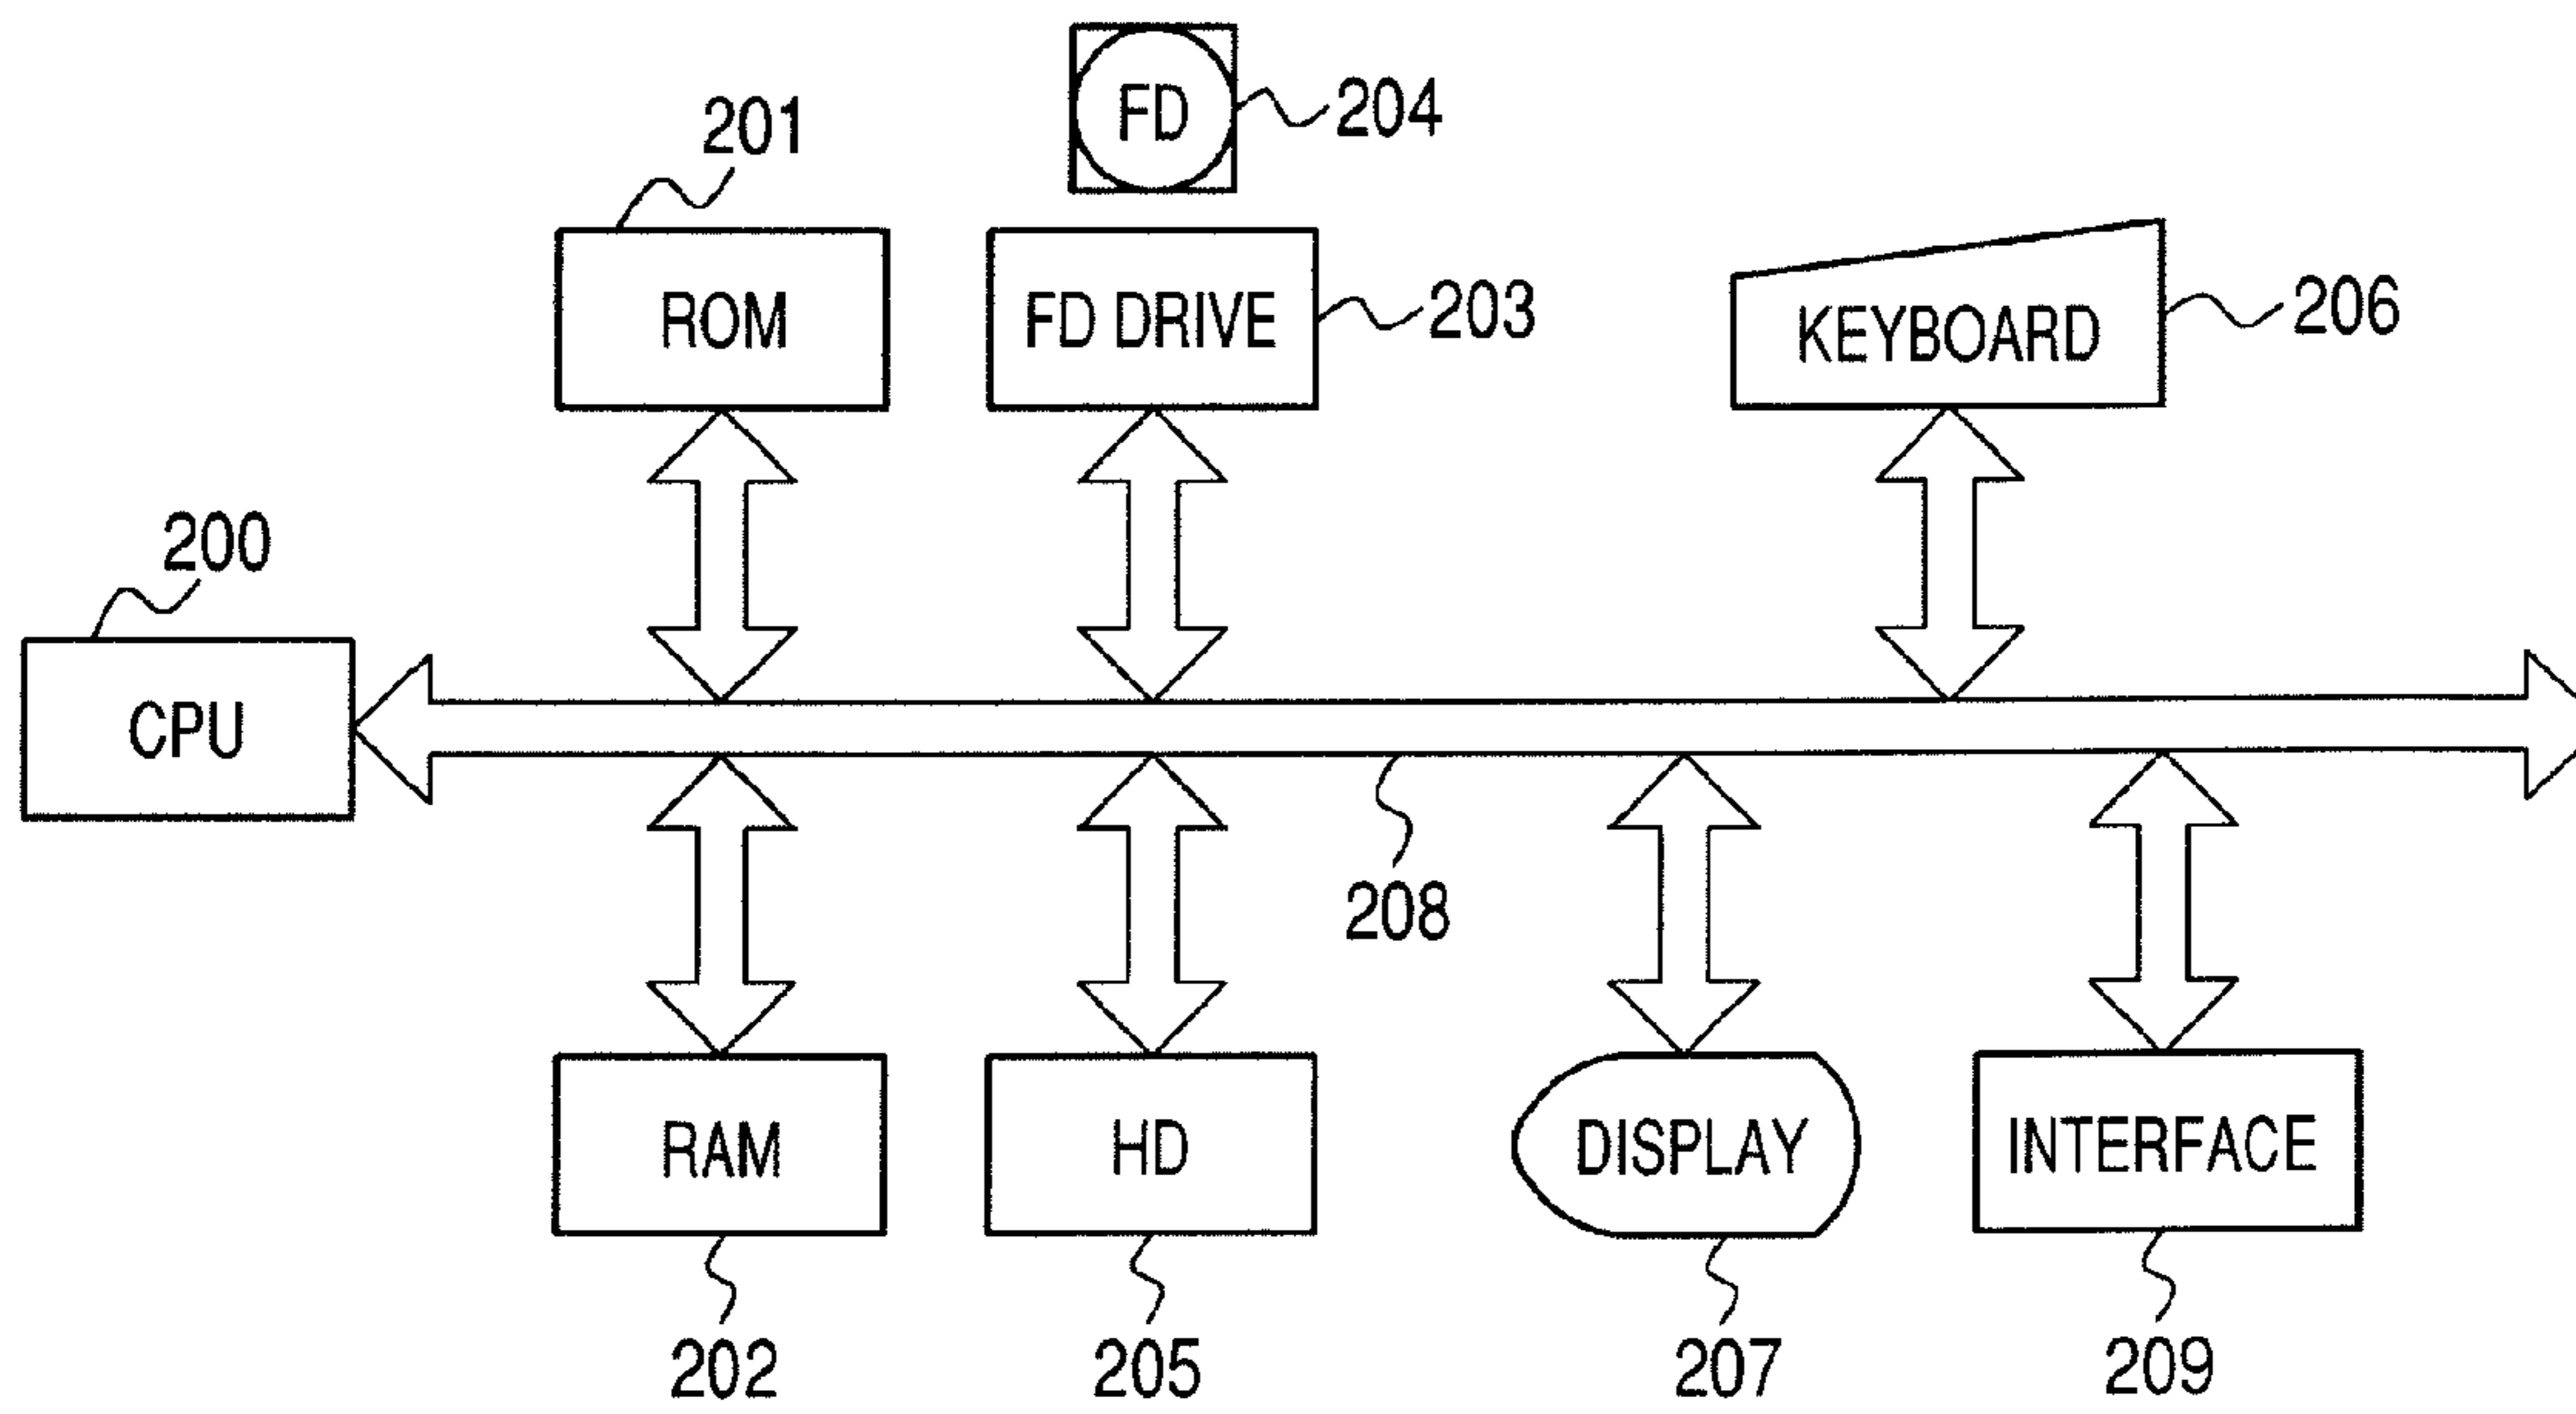 FD
204
201
ROM
FD DRIVE
203
KEYBOARD
206
200
CPU
208
RAM
HD
DISPLAY
INTERFACE
202
205
207
209